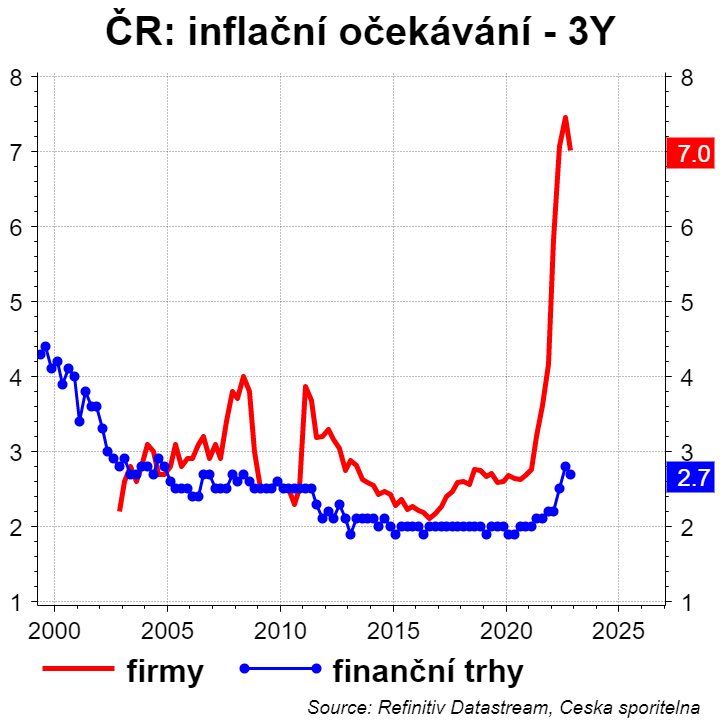 ČR: inflační očekávání - 3Y
8 8
7 7.0
6 6
5 5
4 4
3 3
2.7
2 2
1 1
2000 2005 2010 2015 2020 2025
firmy finanční trhy
Source: Refinitiv Datastream, Ceska sporitelna